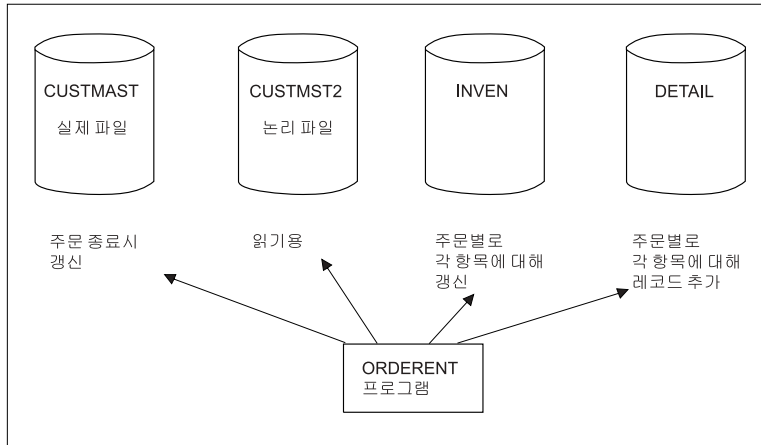 CUSTMAST
실제 파일
CUSTMST2
논리 파일
INVEN
DETAIL
주문 종료시
갱신
읽기용
주문별로
각 항목에 대해
갱신
주문별로
각 항목에 대해
레코드 추가
ORDERENT
프로그램